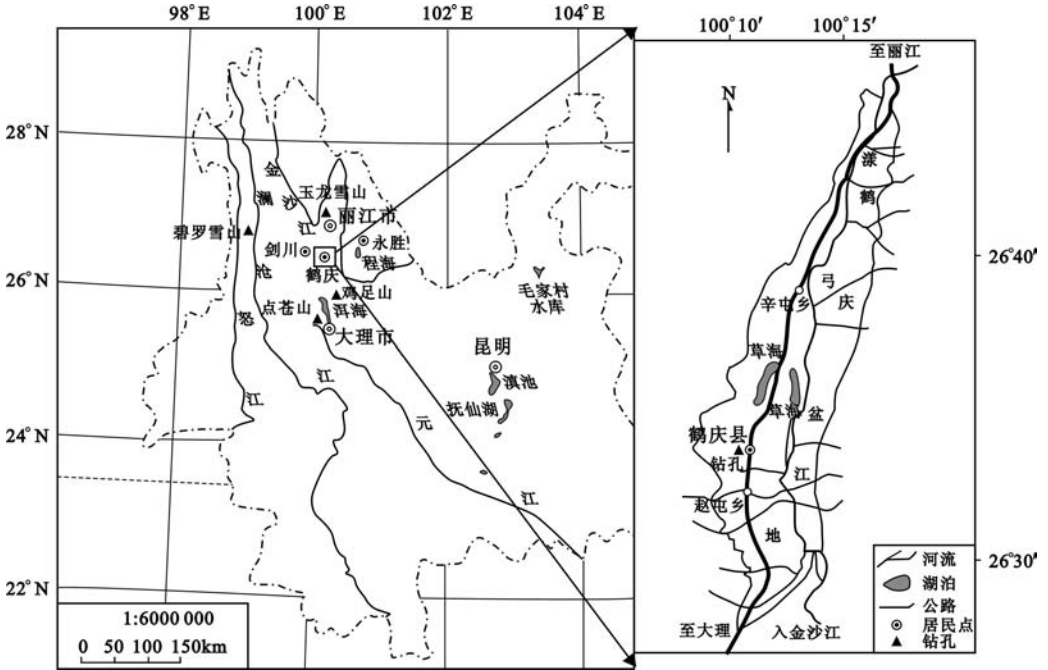 98°E
100°E
102°E
104°E
28°N
26°N
24°N
22°N
金
沙
江
澜
沧
江
怒
江
元
江
玉龙雪山
丽江市
碧罗雪山
剑川
永胜
程海
鹤庆
鸡足山
点苍山
洱海
大理市
毛家村
水库
昆明
滇池
抚仙湖
1:6000 000
0 50 100 150km
100°10′
100°15′
至丽江
N
漾
鹤
弓
庆
辛屯乡
草海
草海
盆
鹤庆县
钻孔
江
赵屯乡
地
至大理
入金沙江
26°40′
26°30′
河流
湖泊
公路
居民点
钻孔